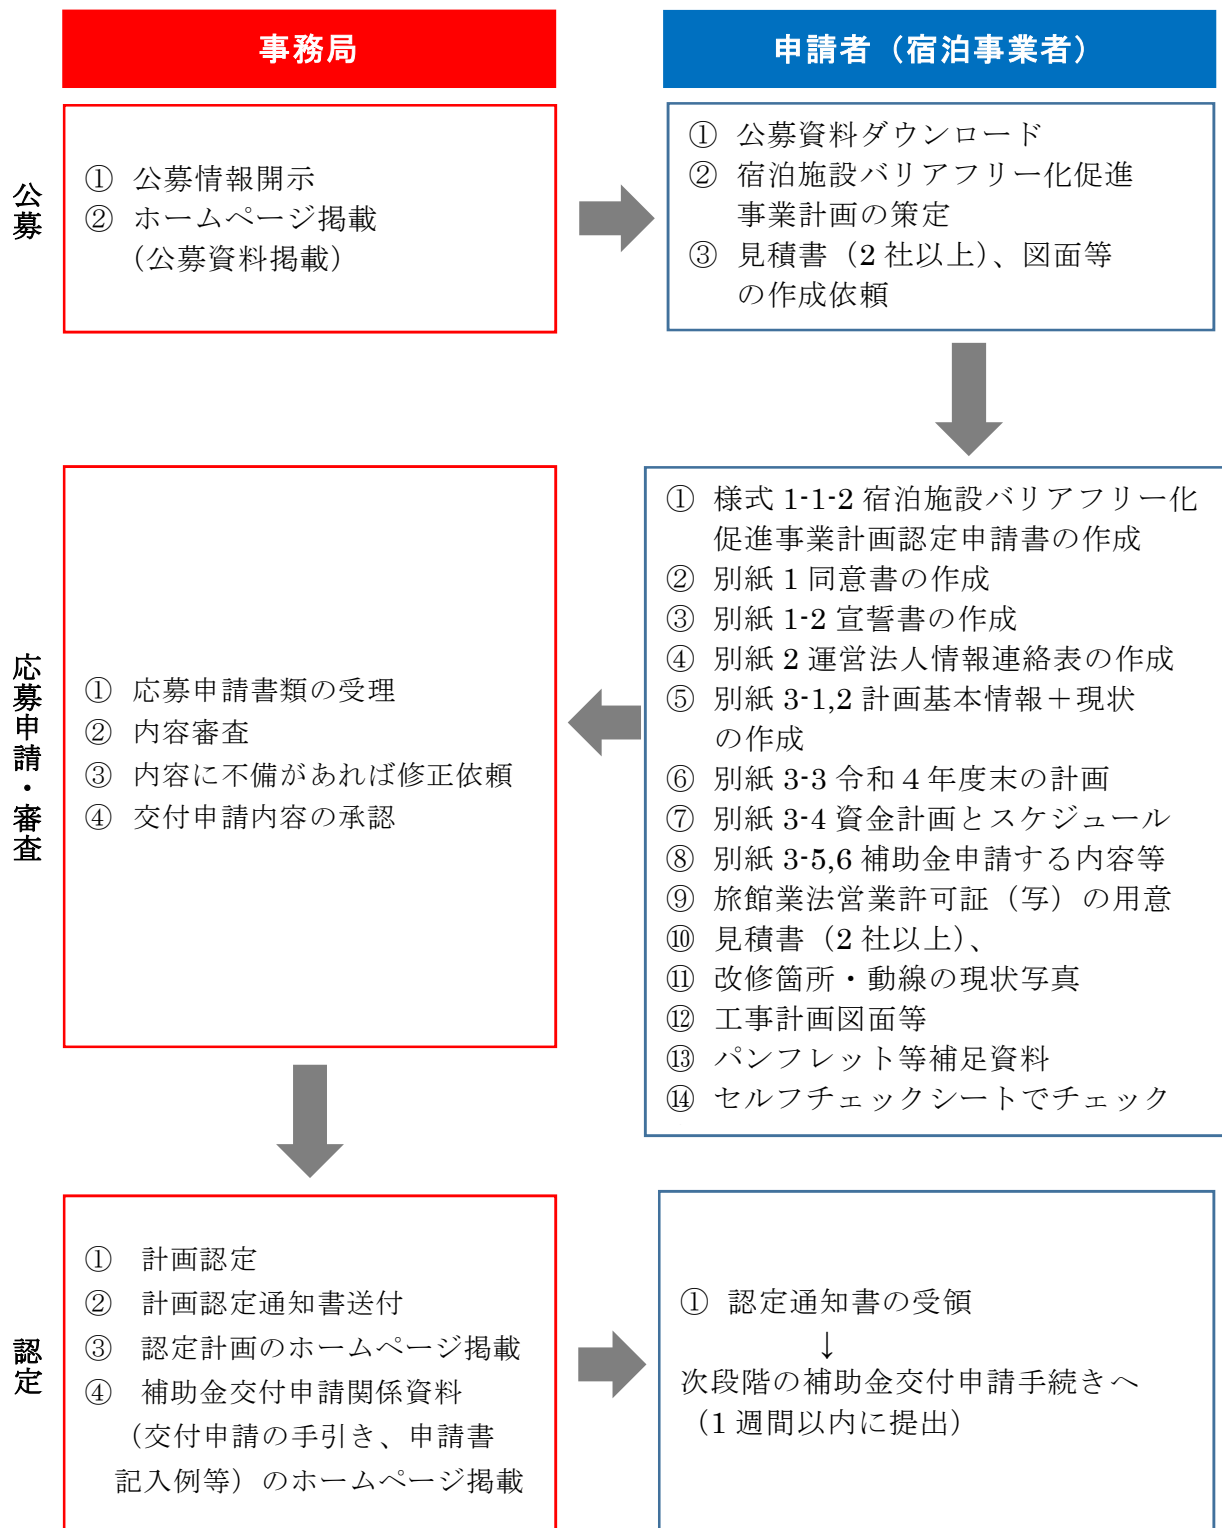 事務局
申請者（宿泊事業者）
公募
① 公募情報開示
② ホームページ掲載
（公募資料掲載）
① 公募資料ダウンロード
② 宿泊施設バリアフリー化促進
事業計画の策定
③ 見積書（2 社以上）、図面等
の作成依頼
応募申請・審査
① 応募申請書類の受理
② 内容審査
③ 内容に不備があれば修正依頼
④ 交付申請内容の承認
① 様式 1-1-2 宿泊施設バリアフリー化
促進事業計画認定申請書の作成
② 別紙 1 同意書の作成
③ 別紙 1-2 宣誓書の作成
④ 別紙 2 運営法人情報連絡表の作成
⑤ 別紙 3-1,2 計画基本情報＋現状
の作成
⑥ 別紙 3-3 令和 4 年度末の計画
⑦ 別紙 3-4 資金計画とスケジュール
⑧ 別紙 3-5,6 補助金申請する内容等
⑨ 旅館業法営業許可証（写）の用意
⑩ 見積書（2 社以上）、
⑪ 改修箇所・動線の現状写真
⑫ 工事計画図面等
⑬ パンフレット等補足資料
⑭ セルフチェックシートでチェック
認定
① 計画認定
② 計画認定通知書送付
③ 認定計画のホームページ掲載
④ 補助金交付申請関係資料
（交付申請の手引き、申請書
記入例等）のホームページ掲載
① 認定通知書の受領
↓
次段階の補助金交付申請手続きへ
（1 週間以内に提出）